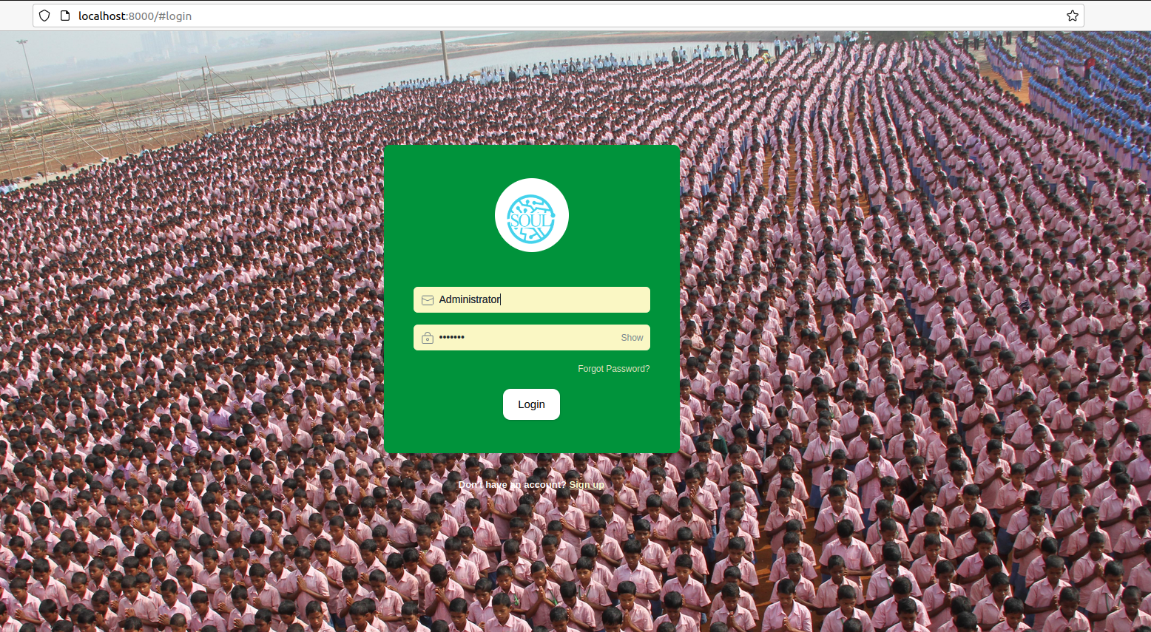 localhost:8000/#login
SOUL
Administrator
••••••• Show
Forgot Password?
Login
Don't have an account? Sign up